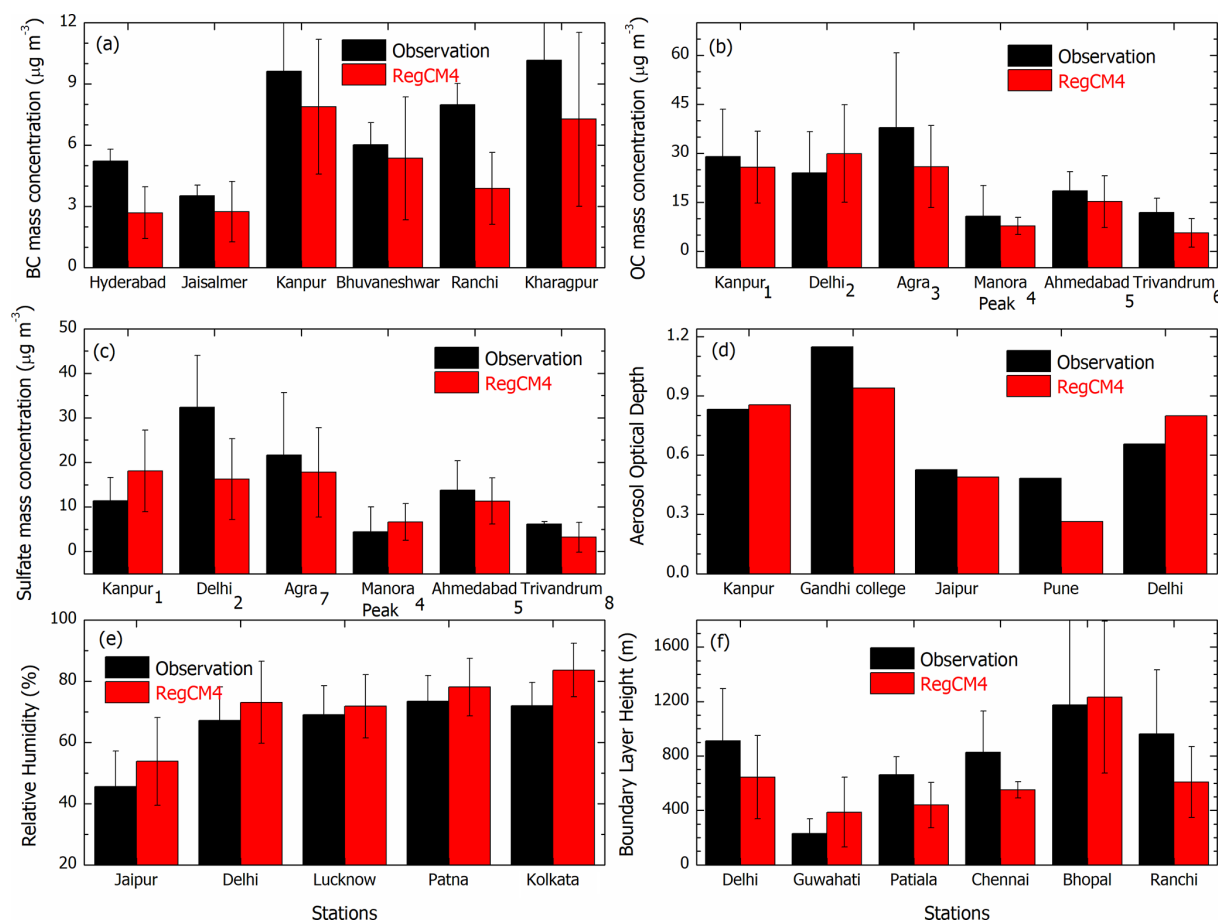 (a)
Observation
RegCM4
BC mass concentration (μg m⁻³)
12
9
6
3
0
Hyderabad Jaisalmer Kanpur Bhuvaneshwar Ranchi Kharagpur
(b)
Observation
RegCM4
OC mass concentration (μg m⁻³)
60
45
30
15
0
Kanpur 1 Delhi 2 Agra 3 Manora Peak 4 Ahmedabad 5 Trivandrum 6
(c)
Observation
RegCM4
Sulfate mass concentration (μg m⁻³)
50
40
30
20
10
0
Kanpur 1 Delhi 2 Agra 7 Manora Peak 4 Ahmedabad 5 Trivandrum 8
(d)
Observation
RegCM4
Aerosol Optical Depth
1.2
0.9
0.6
0.3
0.0
Kanpur Gandhi college Jaipur Pune Delhi
(e)
Observation
RegCM4
Relative Humidity (%)
100
80
60
40
20
Jaipur Delhi Lucknow Patna Kolkata
Stations
(f)
Observation
RegCM4
Boundary Layer Height (m)
1600
1200
800
400
0
Delhi Guwahati Patiala Chennai Bhopal Ranchi
Stations